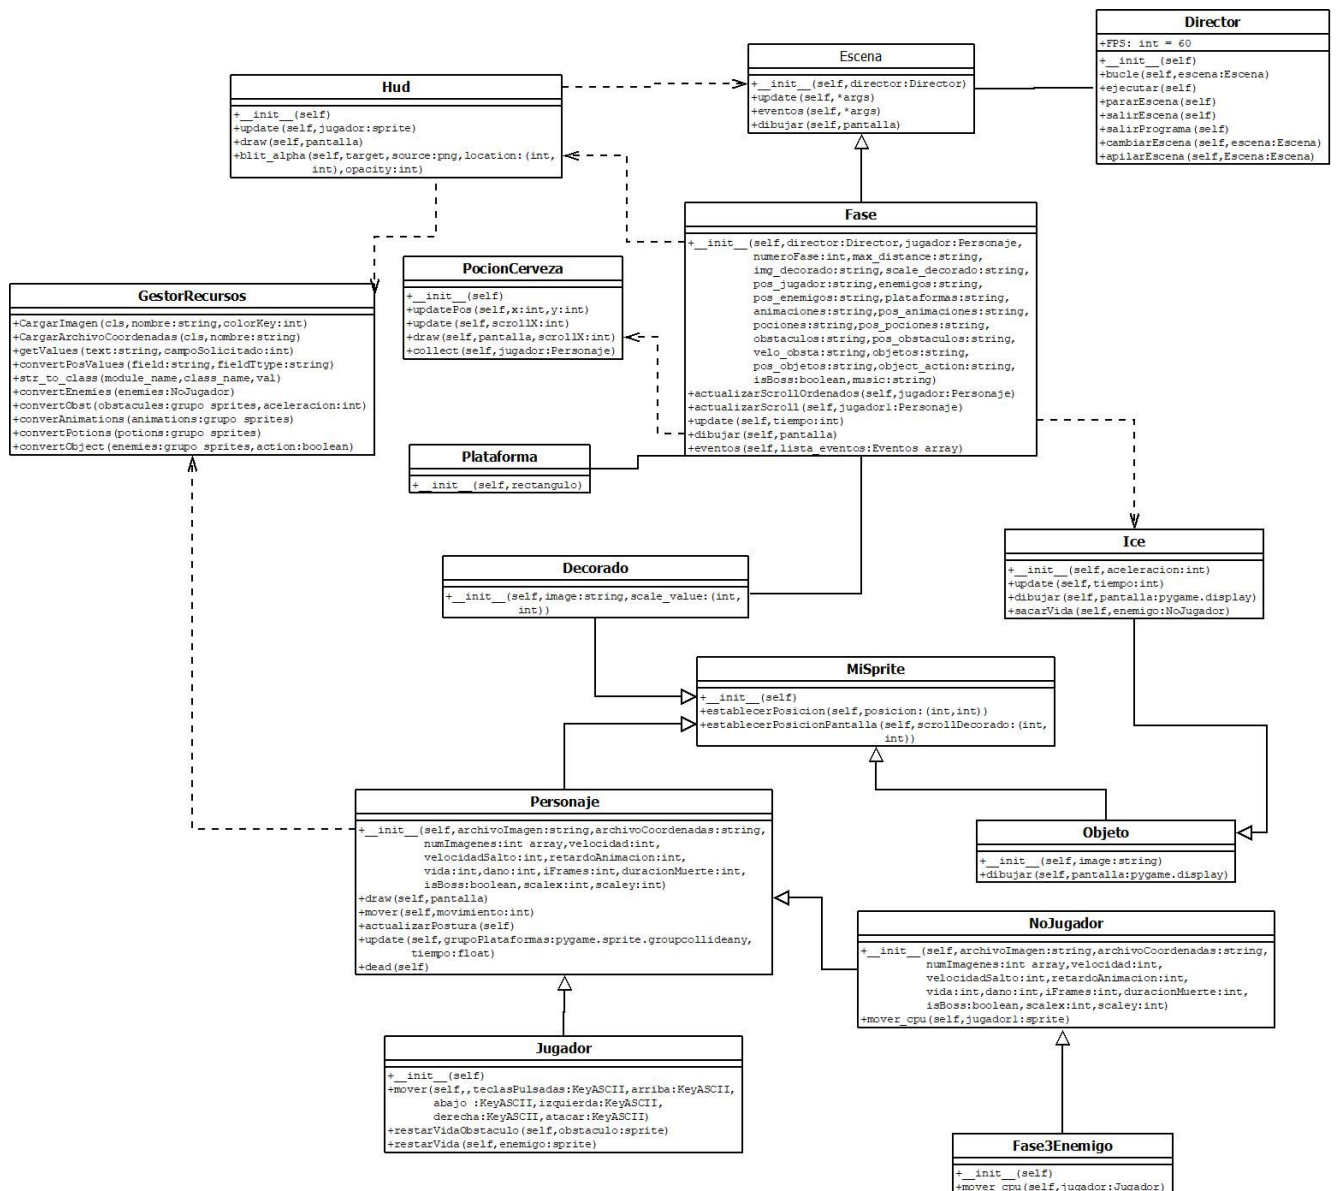 Director
+FPS: int = 60
+__init__(self)
+bucle(self,escena:Escena)
+ejecutar(self)
+pararEscena(self)
+salirEscena(self)
+salirPrograma(self)
+cambiarEscena(self,escena:Escena)
+apilarEscena(self,Escena:Escena)
Escena
+__init__(self,director:Director)
+update(self,*args)
+eventos(self,*args)
+dibujar(self,pantalla)
Hud
+__init__(self)
+update(self,jugador:sprite)
+draw(self,pantalla)
+blit_alpha(self,target,source:png,location:(int,
int),opacity:int)
Fase
+__init__(self,director:Director,jugador:Personaje,
numeroFase:int,max_distance:string,
img_decorado:string,scale_decorado:string,
pos_jugador:string,enemigos:string,
pos_enemigos:string,plataformas:string,
animaciones:string,pos_animaciones:string,
pociones:string,pos_pociones:string,
obstaculos:string,pos_obstaculos:string,
velo_obsta:string,objetos:string,
pos_objetos:string,object_action:string,
isBoss:boolean,music:string)
+actualizarScrollOrdenados(self,jugador:Personaje)
+actualizarScroll(self,jugador1:Personaje)
+update(self,tiempo:int)
+dibujar(self,pantalla)
+eventos(self,lista_eventos:Eventos array)
PocionCerveza
+__init__(self)
+updatePos(self,x:int,y:int)
+update(self,scrollX:int)
+draw(self,pantalla,scrollX:int)
+collect(self,jugador:Personaje)
GestorRecursos
+CargarImagen(cls,nombre:string,colorKey:int)
+CargarArchivoCoordenadas(cls,nombre:string)
+getValues(text:string,campoSolicitado:int)
+convertPosValues(field:string,fieldTtype:string)
+str_to_class(module_name,class_name,val)
+convertEnemies(enemies:NoJugador)
+convertObst(obstacules:grupo sprites,aceleracion:int)
+converAnimations(animations:grupo sprites)
+convertPotions(potions:grupo sprites)
+convertObject(enemies:grupo sprites,action:boolean)
Plataforma
+__init__(self,rectangulo)
Ice
+__init__(self,aceleracion:int)
+update(self,tiempo:int)
+dibujar(self,pantalla:pygame.display)
+sacarVida(self,enemigo:NoJugador)
Decorado
+__init__(self,image:string,scale_value:(int,
int))
MiSprite
+__init__(self)
+establecerPosicion(self,posicion:(int,int))
+establecerPosicionPantalla(self,scrollDecorado:(int,
int))
Personaje
+__init__(self,archivoImagen:string,archivoCoordenadas:string,
numImagenes:int array,velocidad:int,
velocidadSalto:int,retardoAnimacion:int,
vida:int,dano:int,iFrames:int,duracionMuerte:int,
isBoss:boolean,scalex:int,scaley:int)
+draw(self,pantalla)
+mover(self,movimiento:int)
+actualizarPostura(self)
+update(self,grupoPlataformas:pygame.sprite.groupcollideany,
tiempo:float)
+dead(self)
Objeto
+__init__(self,image:string)
+dibujar(self,pantalla:pygame.display)
NoJugador
+__init__(self,archivoImagen:string,archivoCoordenadas:string,
numImagenes:int array,velocidad:int,
velocidadSalto:int,retardoAnimacion:int,
vida:int,dano:int,iFrames:int,duracionMuerte:int,
isBoss:boolean,scalex:int,scaley:int)
+mover_cpu(self,jugador1:sprite)
Jugador
+__init__(self)
+mover(self,,teclasPulsadas:KeyASCII,arriba:KeyASCII,
abajo :KeyASCII,izquierda:KeyASCII,
derecha:KeyASCII,atacar:KeyASCII)
+restarVidaObstaculo(self,obstaculo:sprite)
+restarVida(self,enemigo:sprite)
Fase3Enemigo
+__init__(self)
+mover_cpu(self,jugador:Jugador)